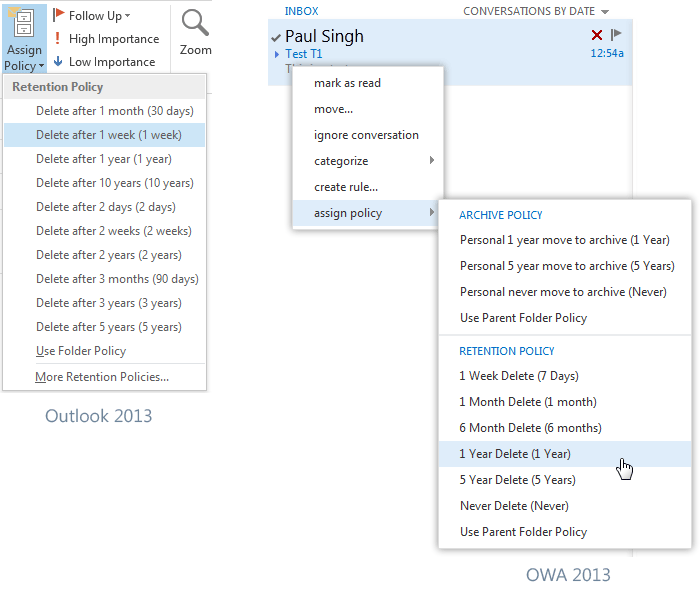 Assign
Policy
Follow Up
High Importance
Low Importance
Zoom
Retention Policy
Delete after 1 month (30 days)
Delete after 1 week (1 week)
Delete after 1 year (1 year)
Delete after 10 years (10 years)
Delete after 2 days (2 days)
Delete after 2 weeks (2 weeks)
Delete after 2 years (2 years)
Delete after 3 months (90 days)
Delete after 3 years (3 years)
Delete after 5 years (5 years)
Use Folder Policy
More Retention Policies...
Outlook 2013
INBOX
CONVERSATIONS BY DATE
Paul Singh
Test T1
12:54a
mark as read
move...
ignore conversation
categorize
create rule...
assign policy
ARCHIVE POLICY
Personal 1 year move to archive (1 Year)
Personal 5 year move to archive (5 Years)
Personal never move to archive (Never)
Use Parent Folder Policy
RETENTION POLICY
1 Week Delete (7 Days)
1 Month Delete (1 month)
6 Month Delete (6 months)
1 Year Delete (1 Year)
5 Year Delete (5 Years)
Never Delete (Never)
Use Parent Folder Policy
OWA 2013